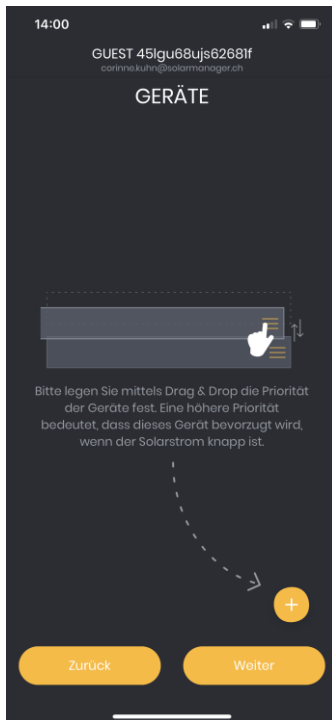 14:00
GUEST 45lgu68ujs62681f
corinne.kuhn@solarmanager.ch
GERÄTE
Bitte legen Sie mittels Drag & Drop die Priorität
der Geräte fest. Eine höhere Priorität
bedeutet, dass dieses Gerät bevorzugt wird,
wenn der Solarstrom knapp ist.
+
Zurück
Weiter